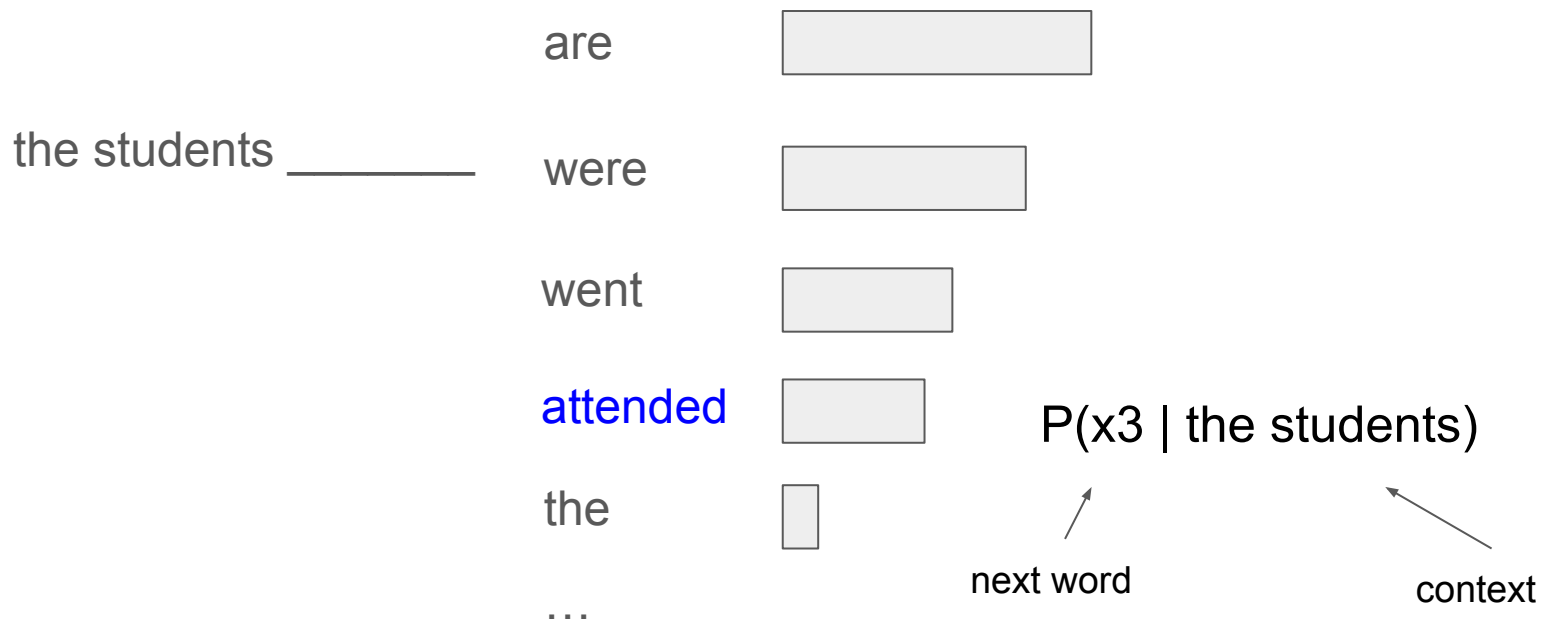 the students _______
are
were
went
attended
the
…
P(x3 | the students)
next word
context